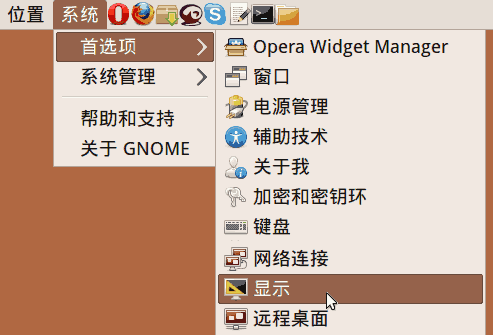 位置 系统
首选项
系统管理
帮助和支持
关于 GNOME
Opera Widget Manager
窗口
电源管理
辅助技术
关于我
加密和密钥环
键盘
网络连接
显示
远程桌面